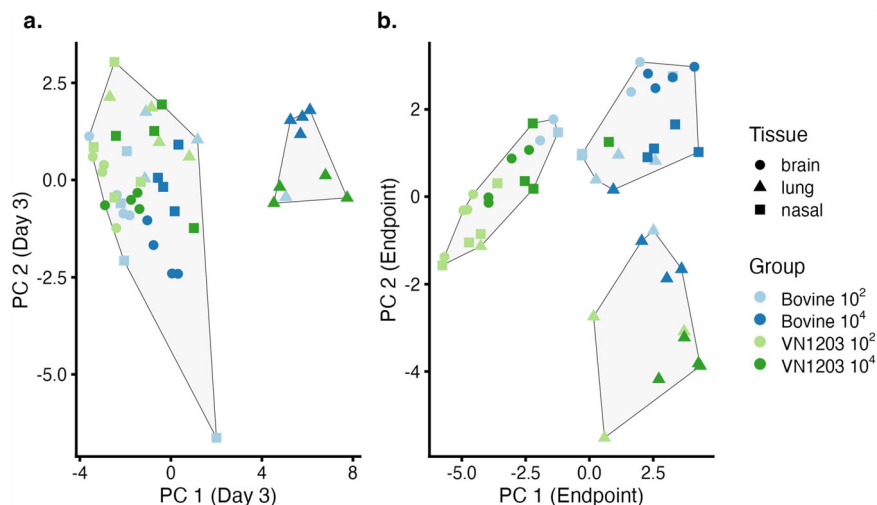 a.
2.5
0.0
-2.5
-5.0
PC 2 (Day 3)
-4
0
4
8
PC 1 (Day 3)
b.
2
0
-2
-4
PC 2 (Endpoint)
-5.0
-2.5
0.0
2.5
PC 1 (Endpoint)
Tissue
brain
lung
nasal
Group
Bovine 10²
Bovine 10⁴
VN1203 10²
VN1203 10⁴